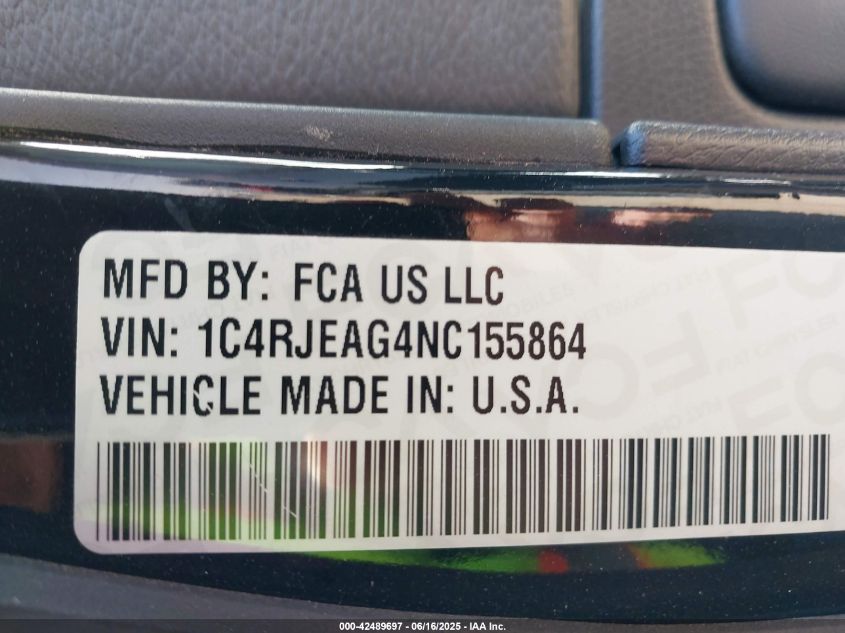 MFD BY: FCA US LLC
VIN: 1C4RJEAG4NC155864
VEHICLE MADE IN: U.S.A.
000-42489697 - 06/16/2025 - IAA Inc.